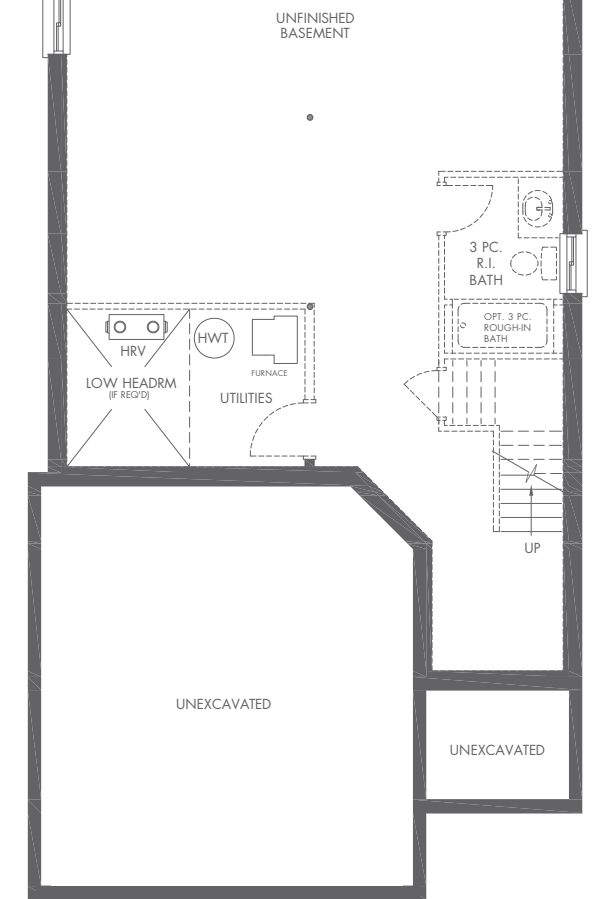 UNFINISHED
BASEMENT
3 PC.
R.I.
BATH
OPT. 3 PC.
ROUGH-IN
BATH
HRV
HWT
FURNACE
LOW HEADRM
(IF REQ'D)
UTILITIES
UP
UNEXCAVATED
UNEXCAVATED